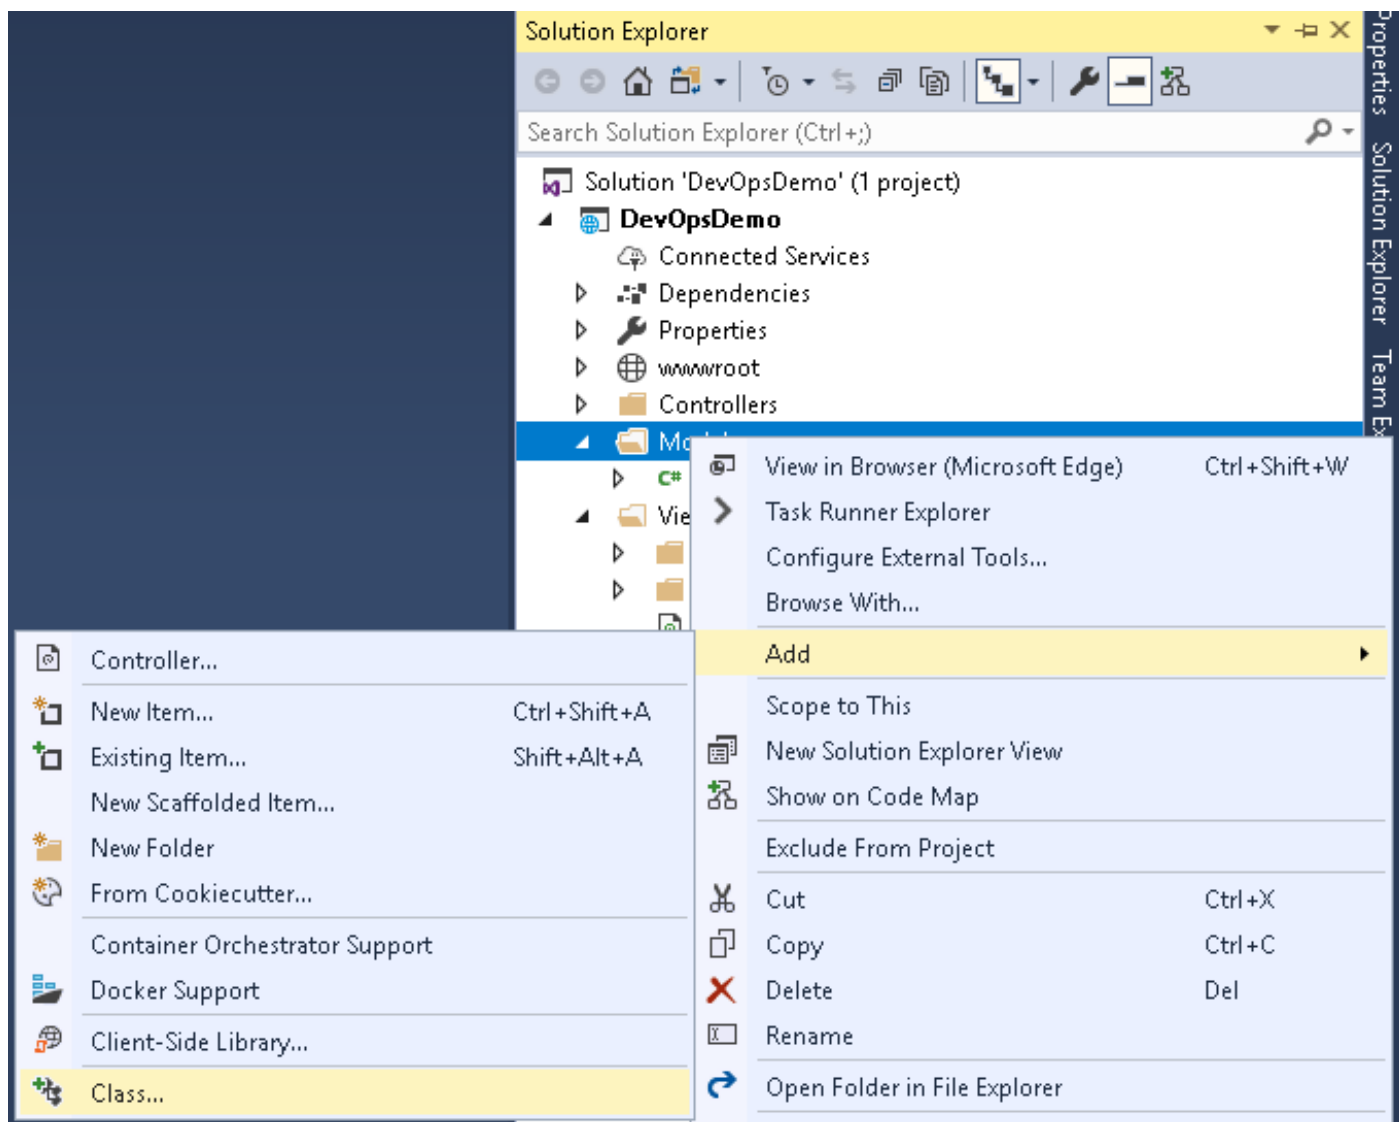 Solution Explorer
Search Solution Explorer (Ctrl+;)
Solution 'DevOpsDemo' (1 project)
DevOpsDemo
Connected Services
Dependencies
Properties
wwwroot
Controllers
C#
View in Browser (Microsoft Edge) Ctrl+Shift+W
Task Runner Explorer
Configure External Tools...
Browse With...
Add
Scope to This
New Solution Explorer View
Show on Code Map
Exclude From Project
Cut Ctrl+X
Copy Ctrl+C
Delete Del
Rename
Open Folder in File Explorer
Controller...
New Item... Ctrl+Shift+A
Existing Item... Shift+Alt+A
New Scaffolded Item...
New Folder
From Cookiecutter...
Container Orchestrator Support
Docker Support
Client-Side Library...
Class...
Properties
Solution Explorer
Team Ex